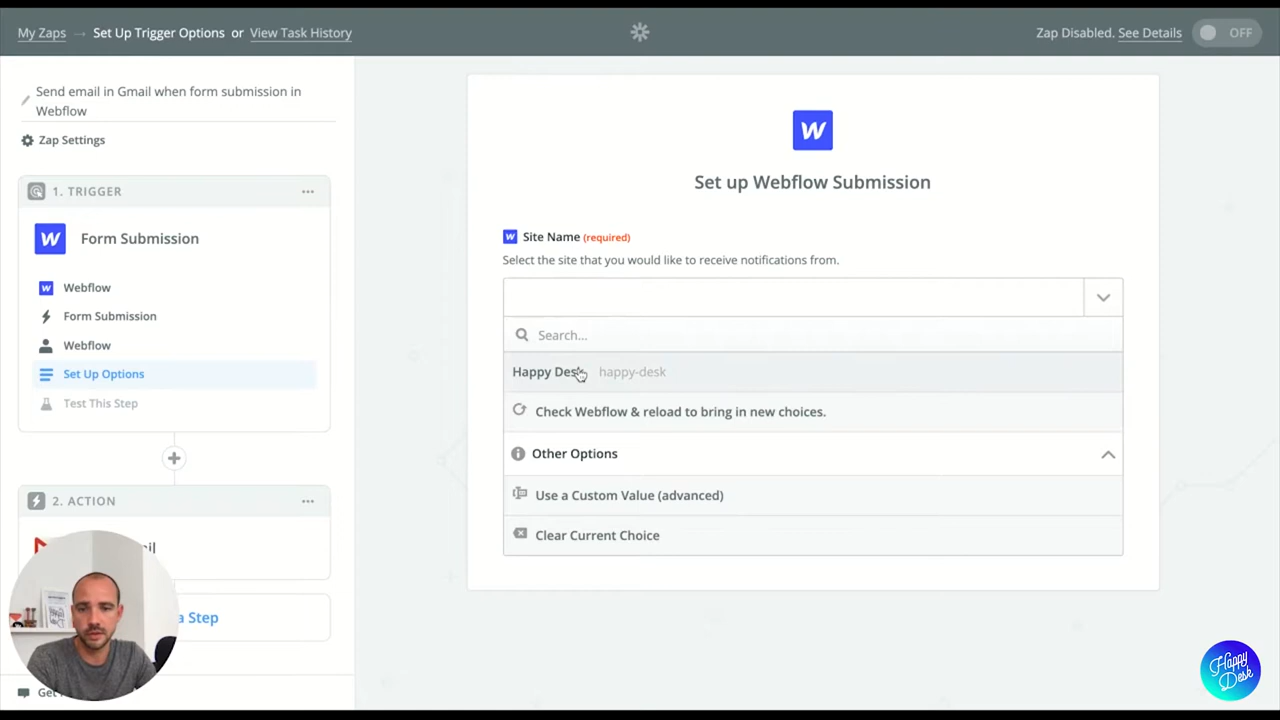 My Zaps → Set Up Trigger Options or View Task History
Zap Disabled. See Details OFF
Send email in Gmail when form submission in
Webflow
Zap Settings
1. TRIGGER
Form Submission
Webflow
Form Submission
Webflow
Set Up Options
Test This Step
2. ACTION
a Step
Set up Webflow Submission
Site Name (required)
Select the site that you would like to receive notifications from.
Search...
Happy Desk happy-desk
Check Webflow & reload to bring in new choices.
Other Options
Use a Custom Value (advanced)
Clear Current Choice
Happy
Desk